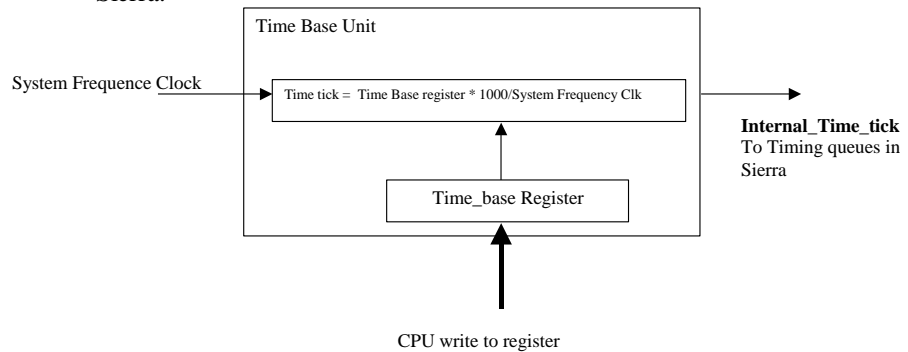 Sierra.
Time Base Unit
System Frequence Clock
Time tick = Time Base register * 1000/System Frequency Clk
Internal_Time_tick
To Timing queues in
Sierra
Time_base Register
CPU write to register